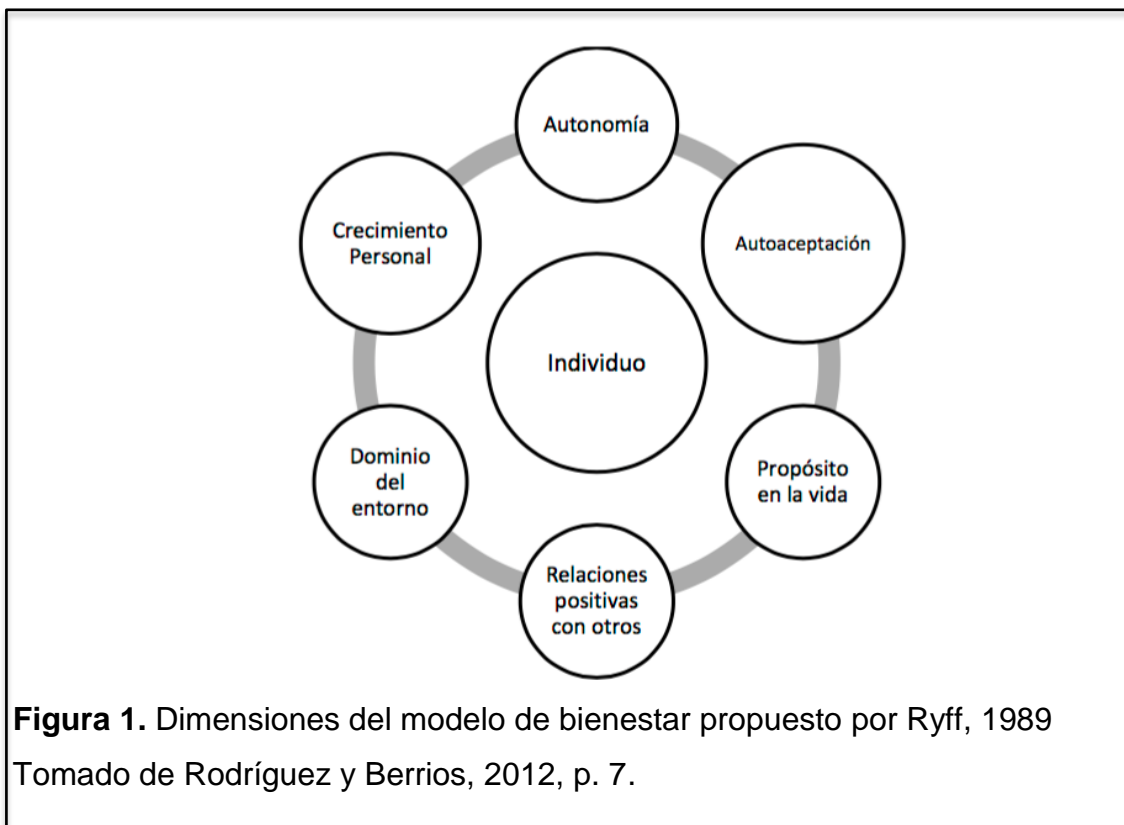 Autonomía
Autoaceptación
Propósito
en la vida
Relaciones
positivas
con otros
Dominio
del
entorno
Crecimiento
Personal
Individuo
Figura 1. Dimensiones del modelo de bienestar propuesto por Ryff, 1989
Tomado de Rodríguez y Berrios, 2012, p. 7.